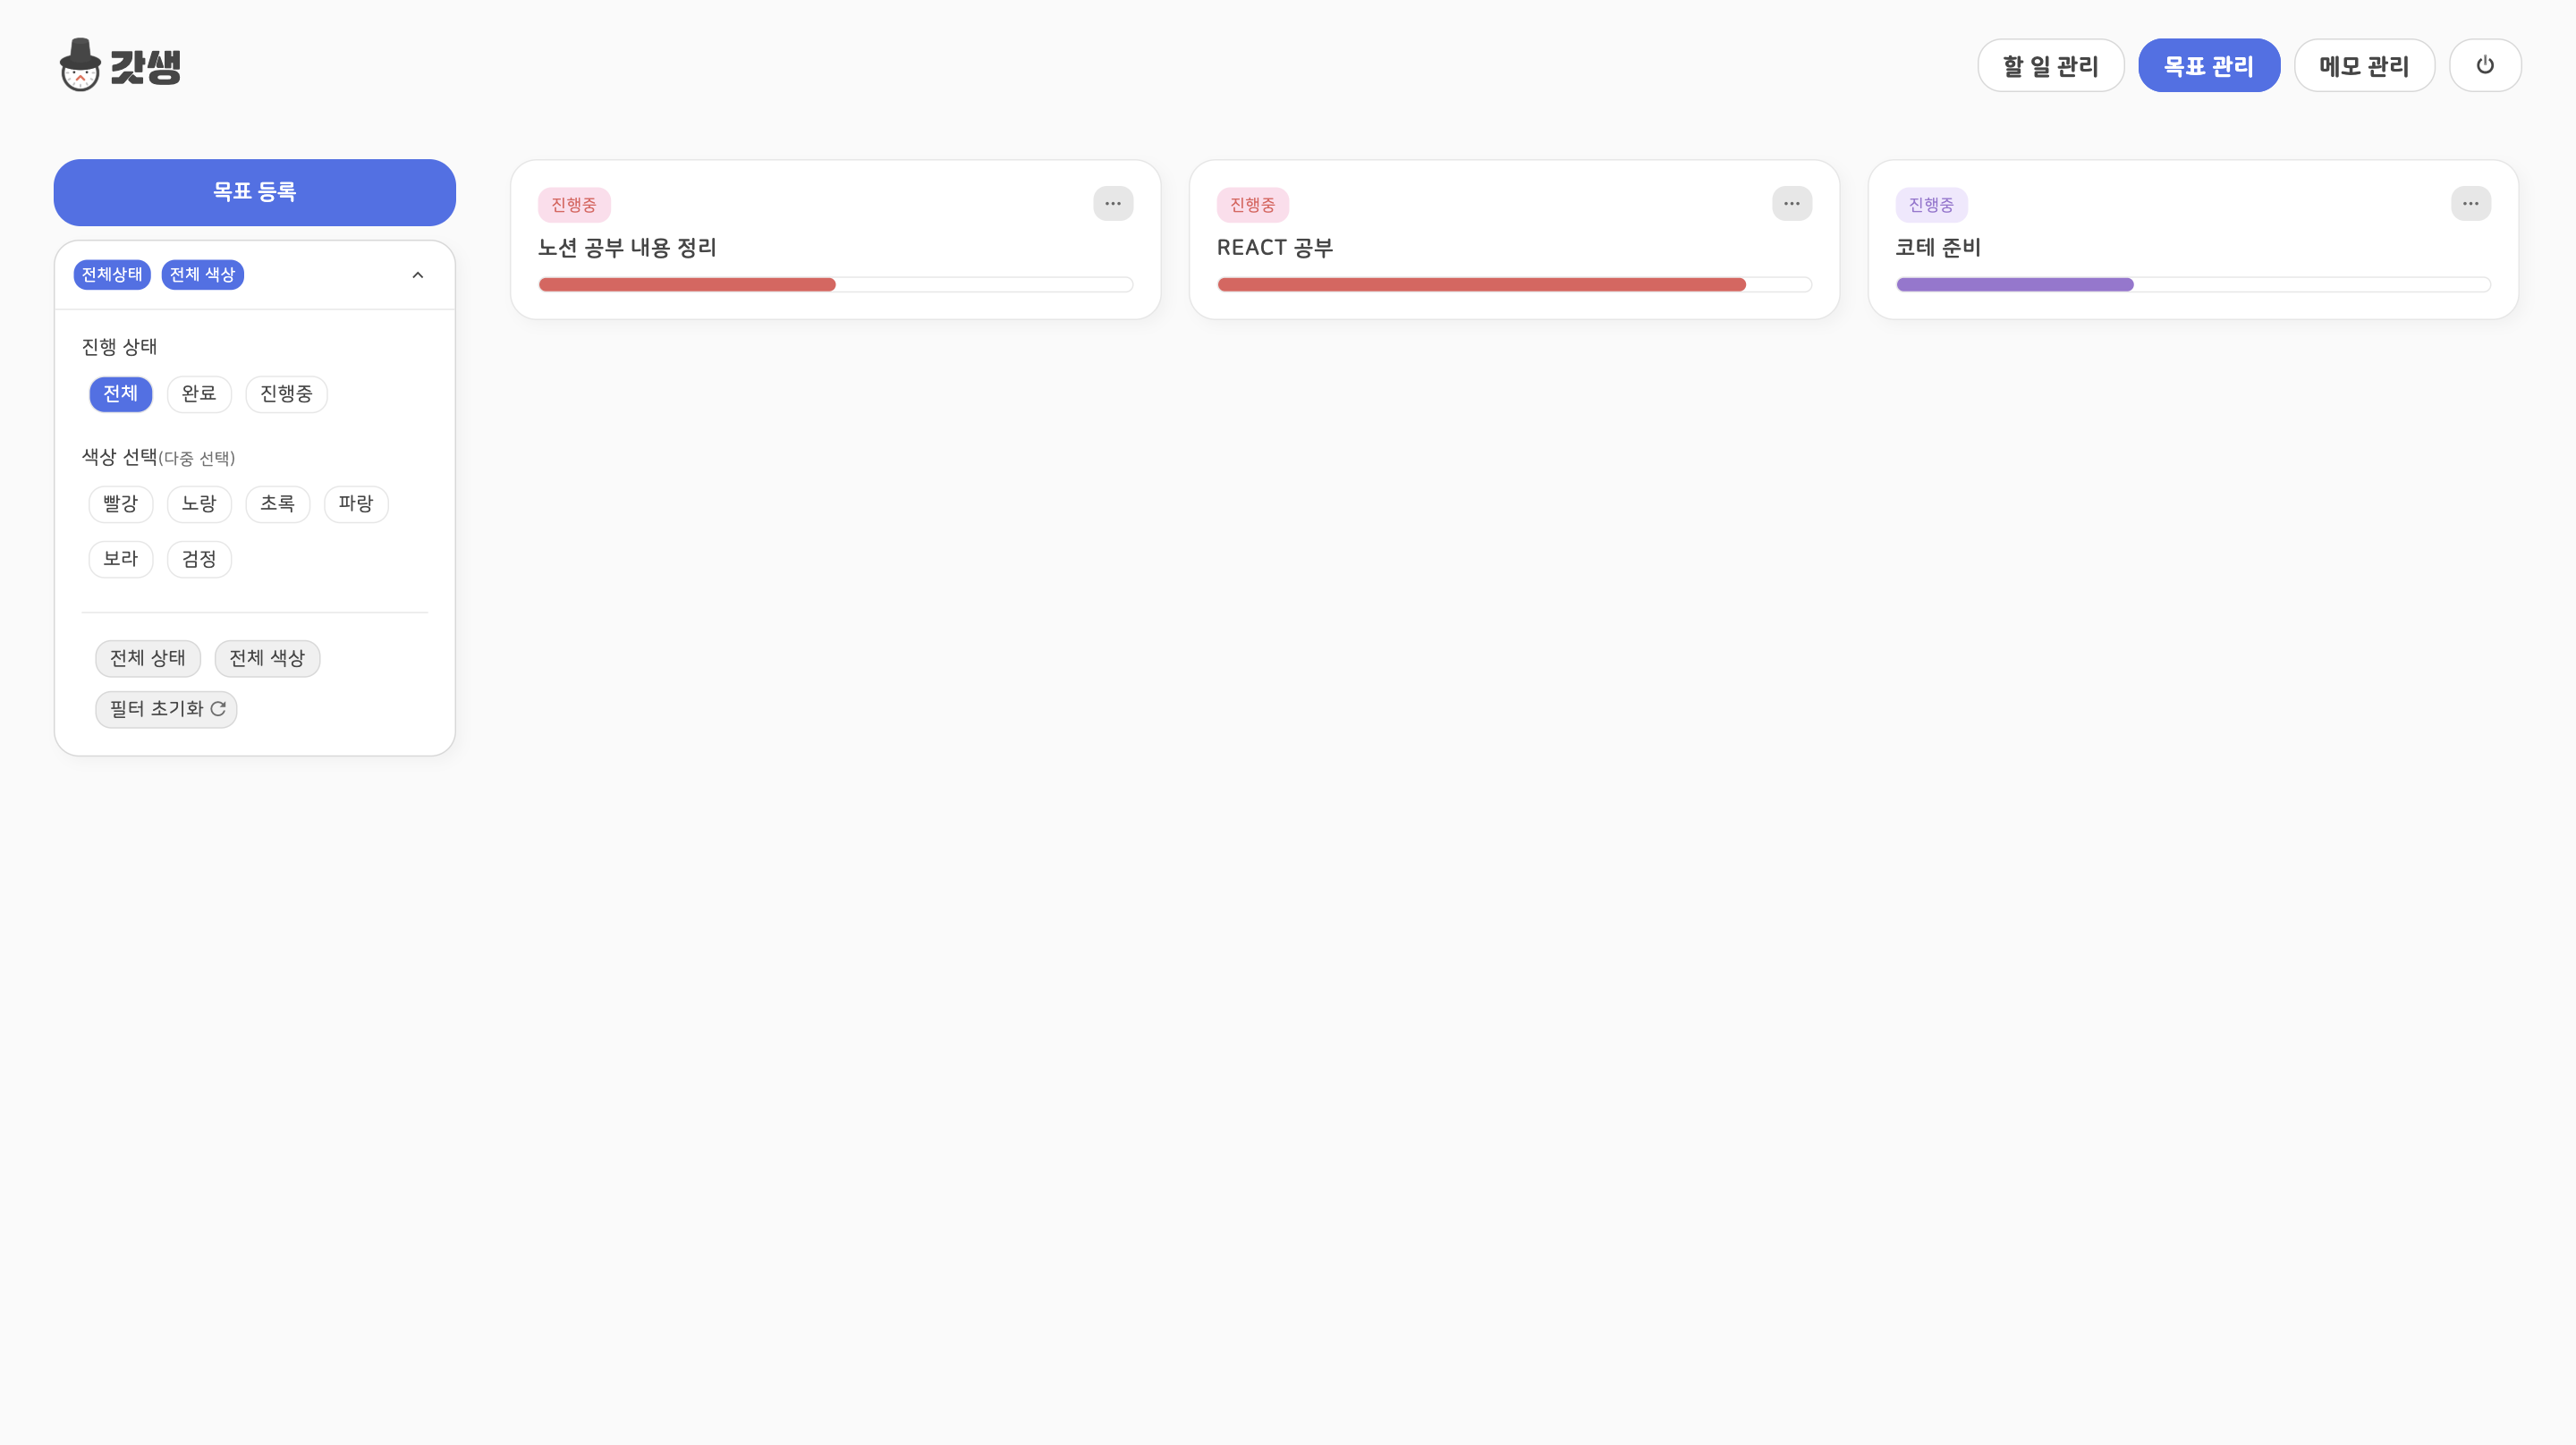 갓생
할 일 관리
목표 관리
메모 관리
목표 등록
전체상태 전체 색상
진행 상태
전체 완료 진행중
색상 선택(다중 선택)
빨강 노랑 초록 파랑
보라 검정
전체 상태 전체 색상
필터 초기화
진행중
노션 공부 내용 정리
진행중
REACT 공부
진행중
코테 준비